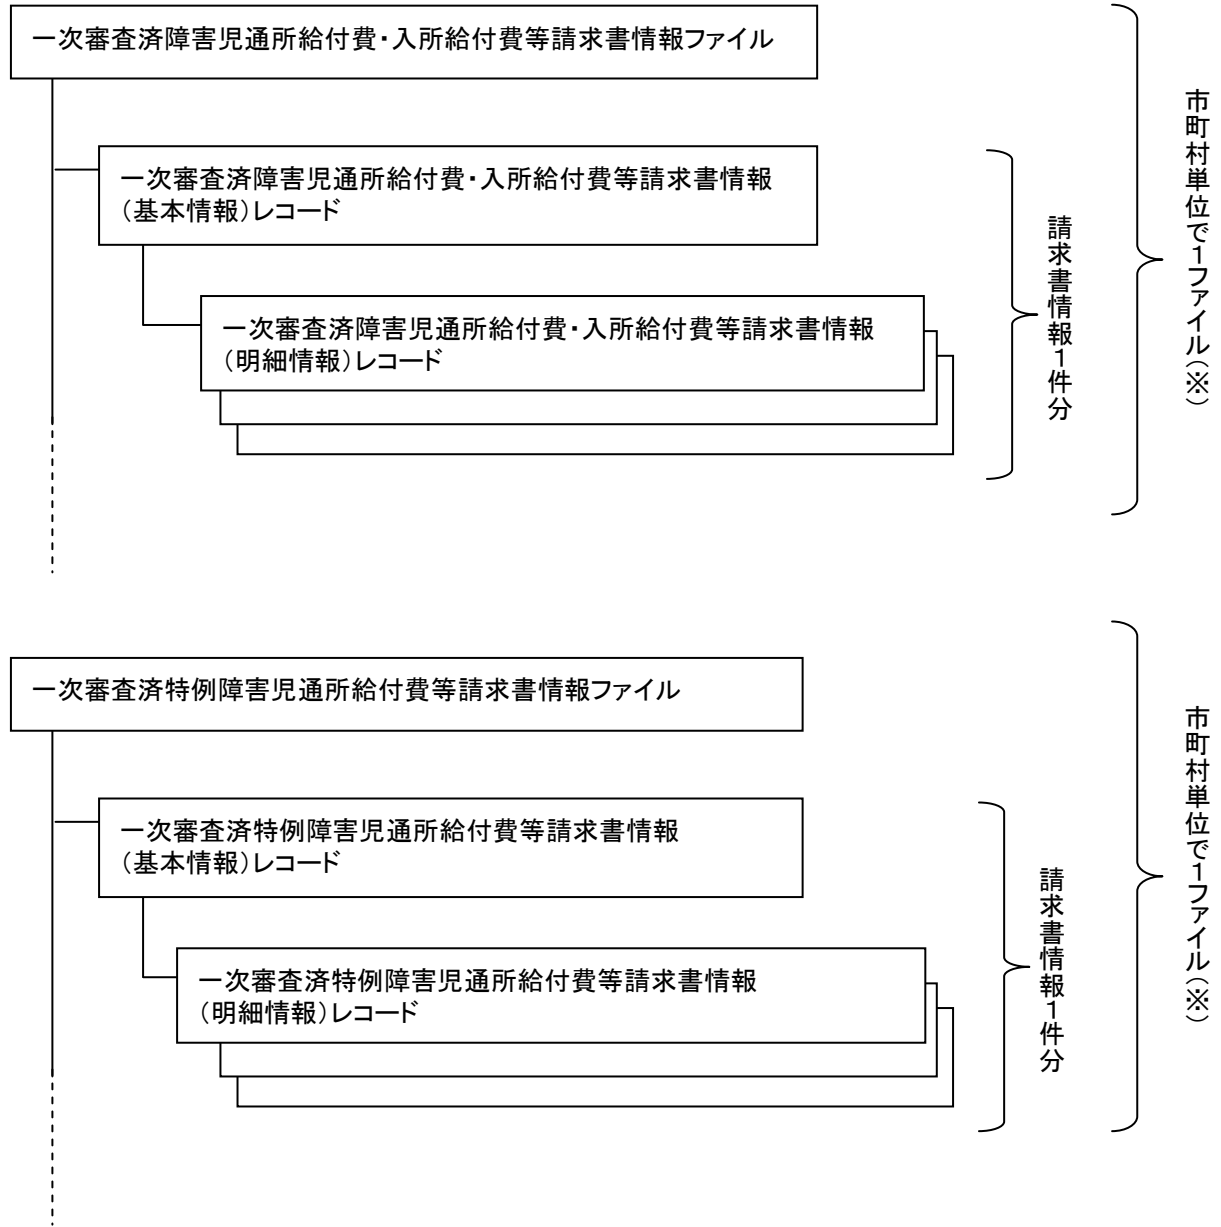 一次審査済障害児通所給付費・入所給付費等請求書情報ファイル
一次審査済障害児通所給付費・入所給付費等請求書情報
（基本情報）レコード
一次審査済障害児通所給付費・入所給付費等請求書情報
（明細情報）レコード
請求書情報１件分
市町村単位で１ファイル（※）
一次審査済特例障害児通所給付費等請求書情報ファイル
一次審査済特例障害児通所給付費等請求書情報
（基本情報）レコード
一次審査済特例障害児通所給付費等請求書情報
（明細情報）レコード
請求書情報１件分
市町村単位で１ファイル（※）